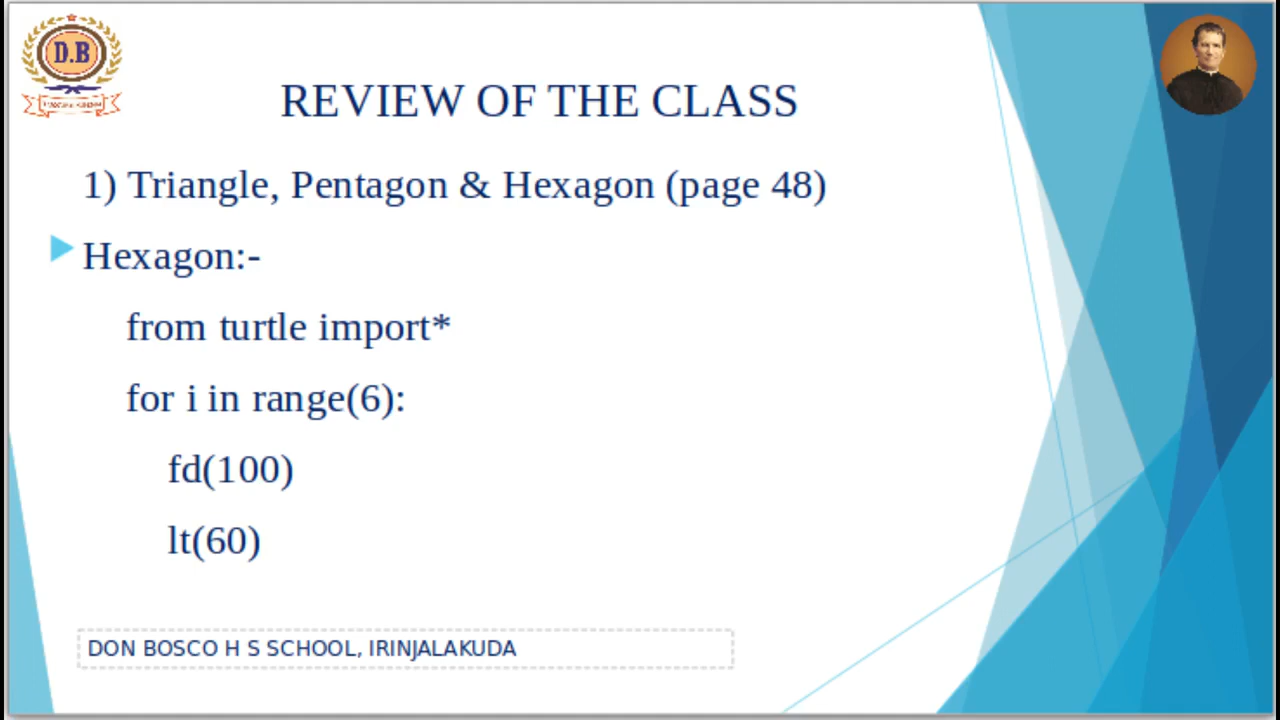 D.B
REVIEW OF THE CLASS
1) Triangle, Pentagon & Hexagon (page 48)
Hexagon:-
from turtle import*
for i in range(6):
fd(100)
lt(60)
DON BOSCO H S SCHOOL, IRINJALAKUDA